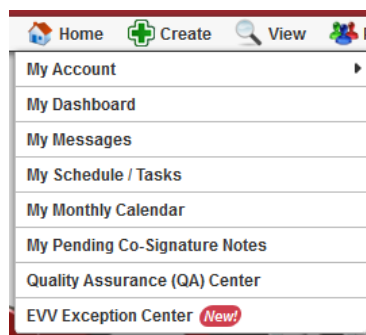 Home Create View
My Account
My Dashboard
My Messages
My Schedule / Tasks
My Monthly Calendar
My Pending Co-Signature Notes
Quality Assurance (QA) Center
EVV Exception Center New!